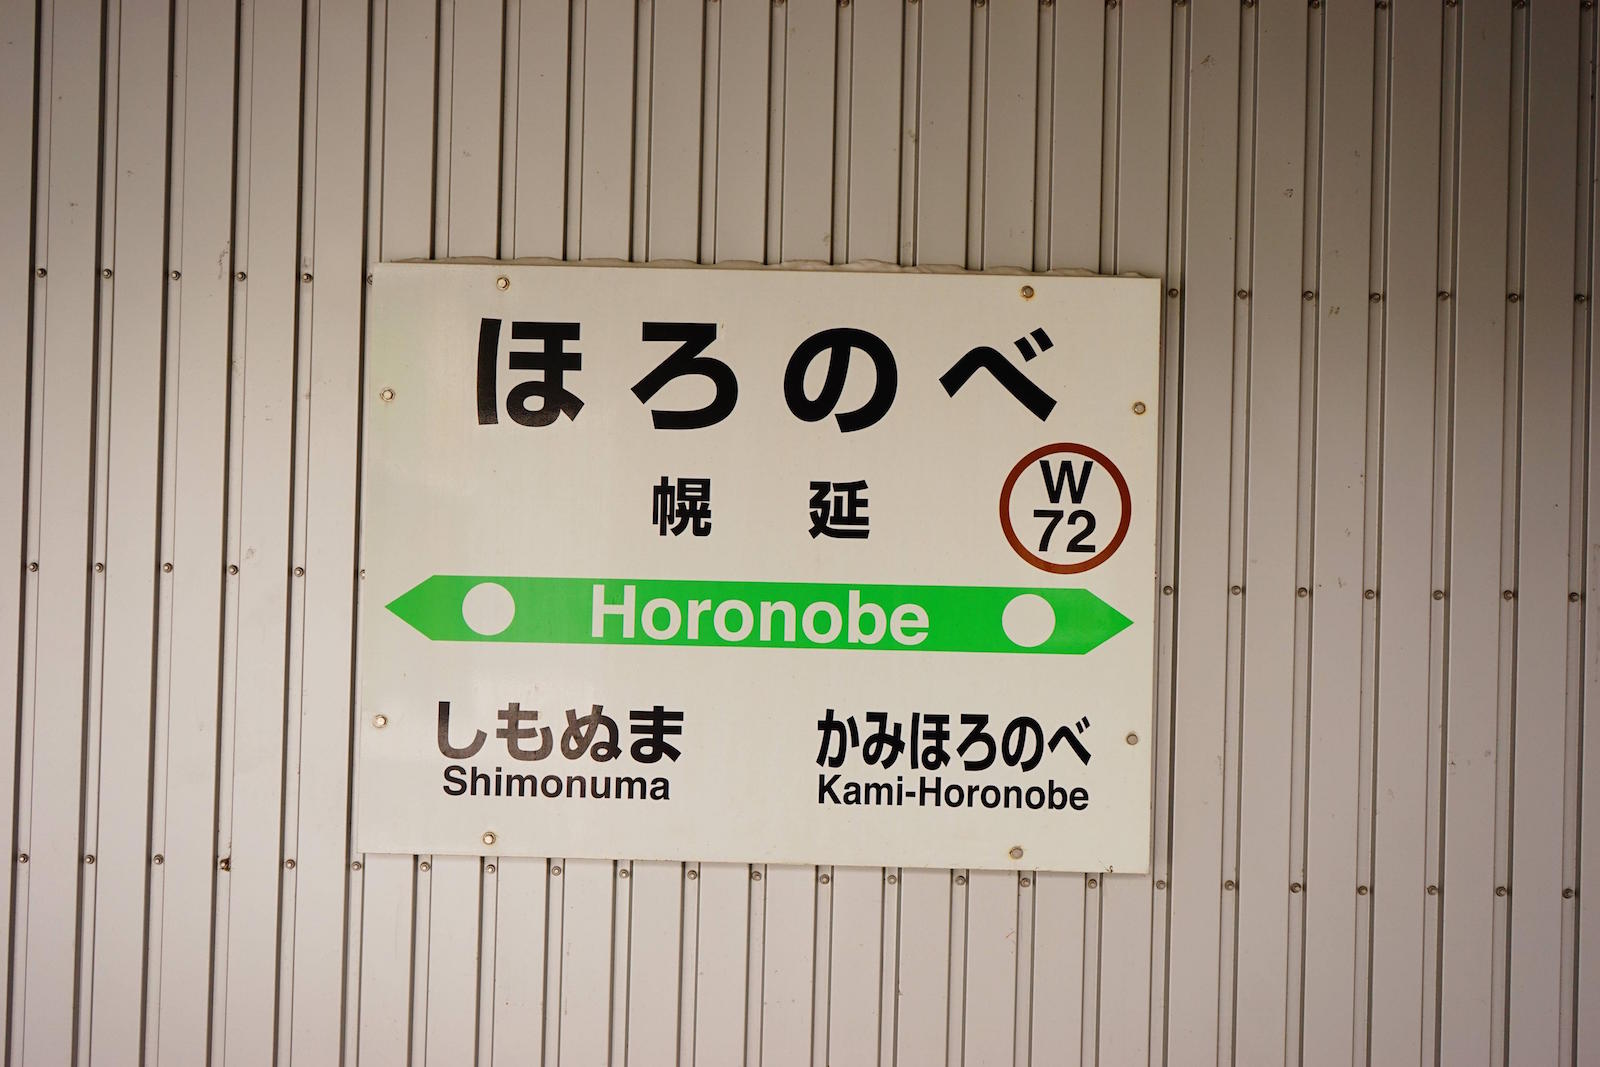 ほろのべ
幌延
W
72
Horonobe
しもぬま
Shimonuma
かみほろのべ
Kami-Horonobe